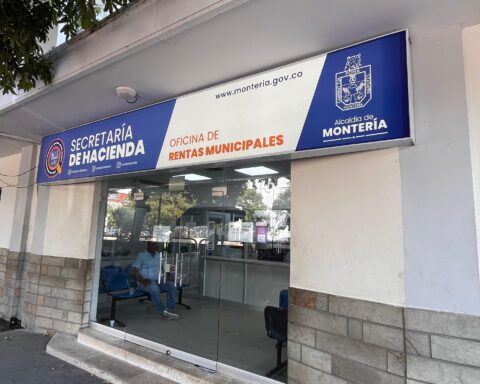 SECRETARÍA
DE HACIENDA
OFICINA DE
RENTAS MUNICIPALES
www.monteria.gov.co
Alcaldía de
MONTERÍA